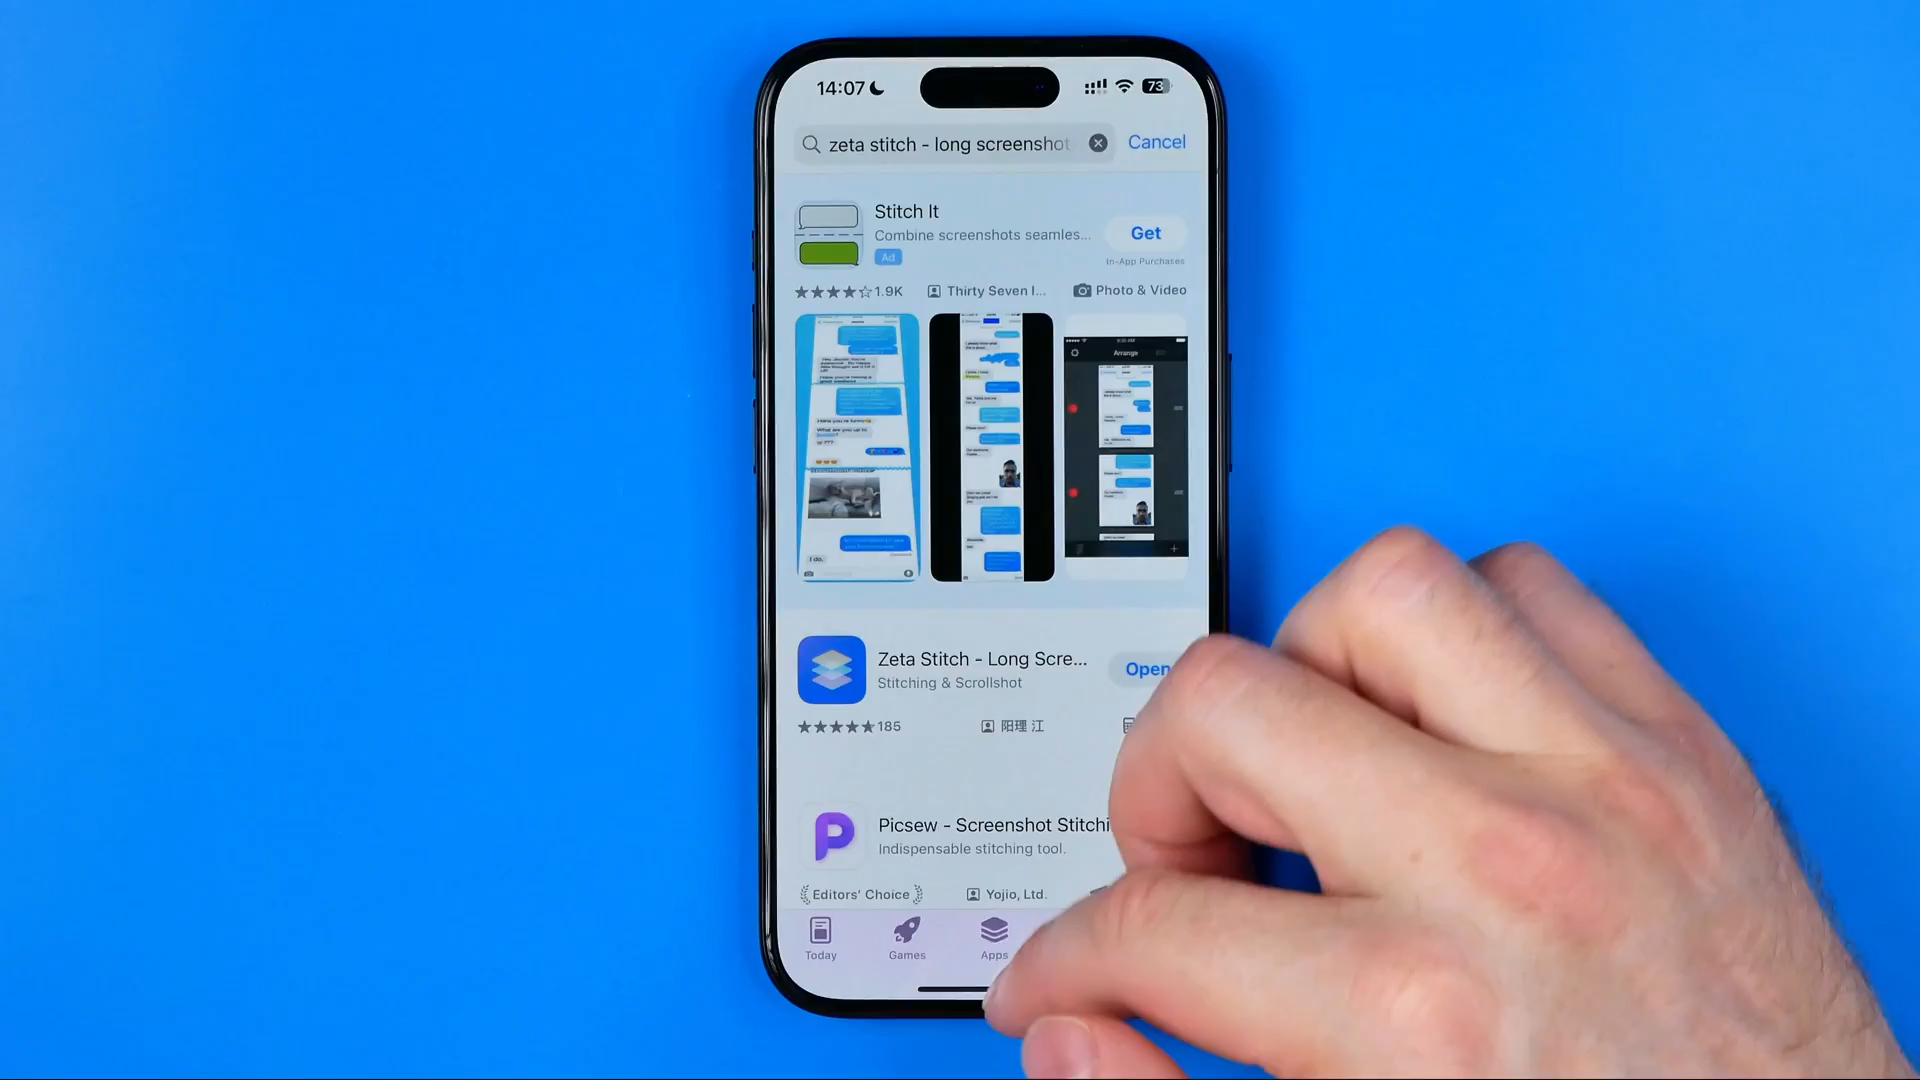 14:07
73
zeta stitch - long screenshot
Cancel
Stitch It
Combine screenshots seamles...
Get
Ad
In-App Purchases
1.9K
Thirty Seven I...
Photo & Video
Arrange
I do.
Zeta Stitch - Long Scre...
Stitching & Scrollshot
Open
185
阳理 江
Picsew - Screenshot Stitchi
Indispensable stitching tool.
Editors' Choice
Yojio, Ltd.
Today
Games
Apps